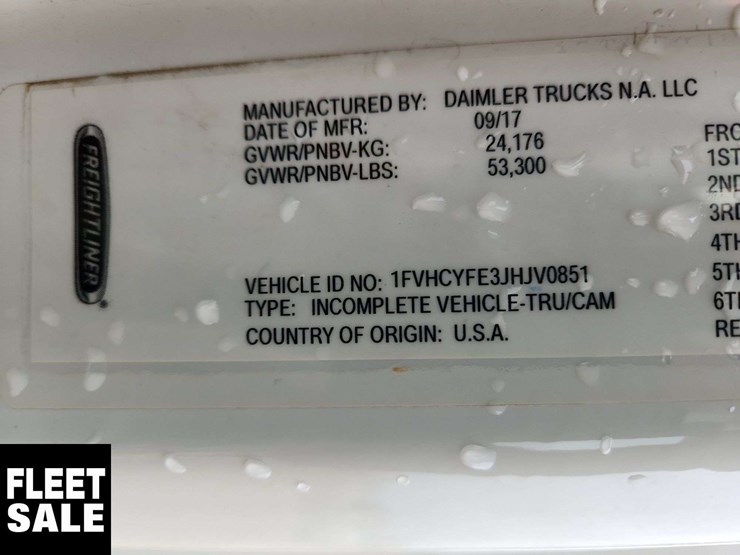 FREIGHTLINER
MANUFACTURED BY: DAIMLER TRUCKS N.A. LLC
DATE OF MFR: 09/17
GVWR/PNBV-KG: 24,176
GVWR/PNBV-LBS: 53,300
VEHICLE ID NO: 1FVHCYFE3JHJV0851
TYPE: INCOMPLETE VEHICLE-TRU/CAM
COUNTRY OF ORIGIN: U.S.A.
1ST
FLEET
SALE